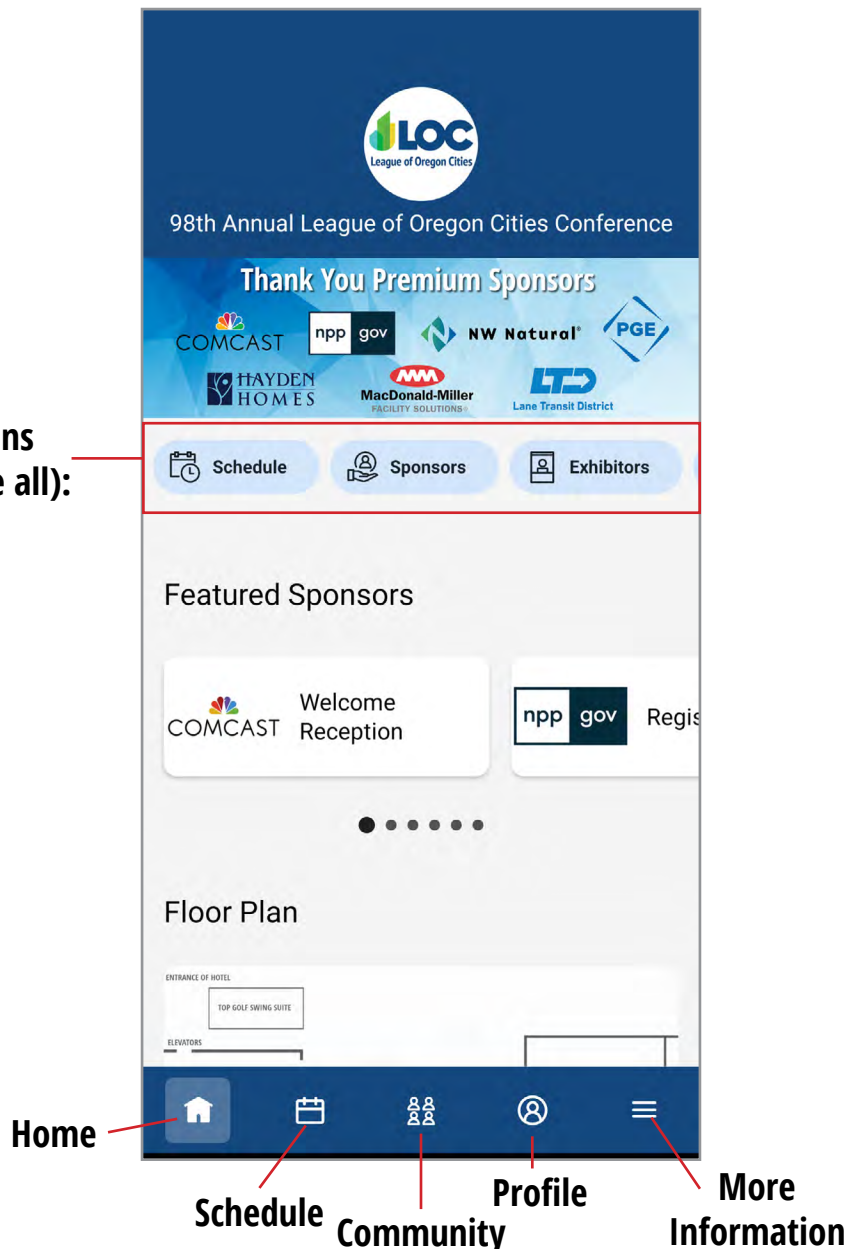 LOC
League of Oregon Cities
98th Annual League of Oregon Cities Conference
Thank You Premium Sponsors
COMCAST
npp gov
NW Natural®
PGE
HAYDEN
HOMES
MacDonald-Miller
FACILITY SOLUTIONS
LTD
Lane Transit District
ns
e all):
Schedule
Sponsors
Exhibitors
Featured Sponsors
COMCAST
Welcome
Reception
npp gov
Regis
Floor Plan
ENTRANCE OF HOTEL
TOP GOLF SWING SUITE
ELEVATORS
Home
Schedule
Community
Profile
More
Information